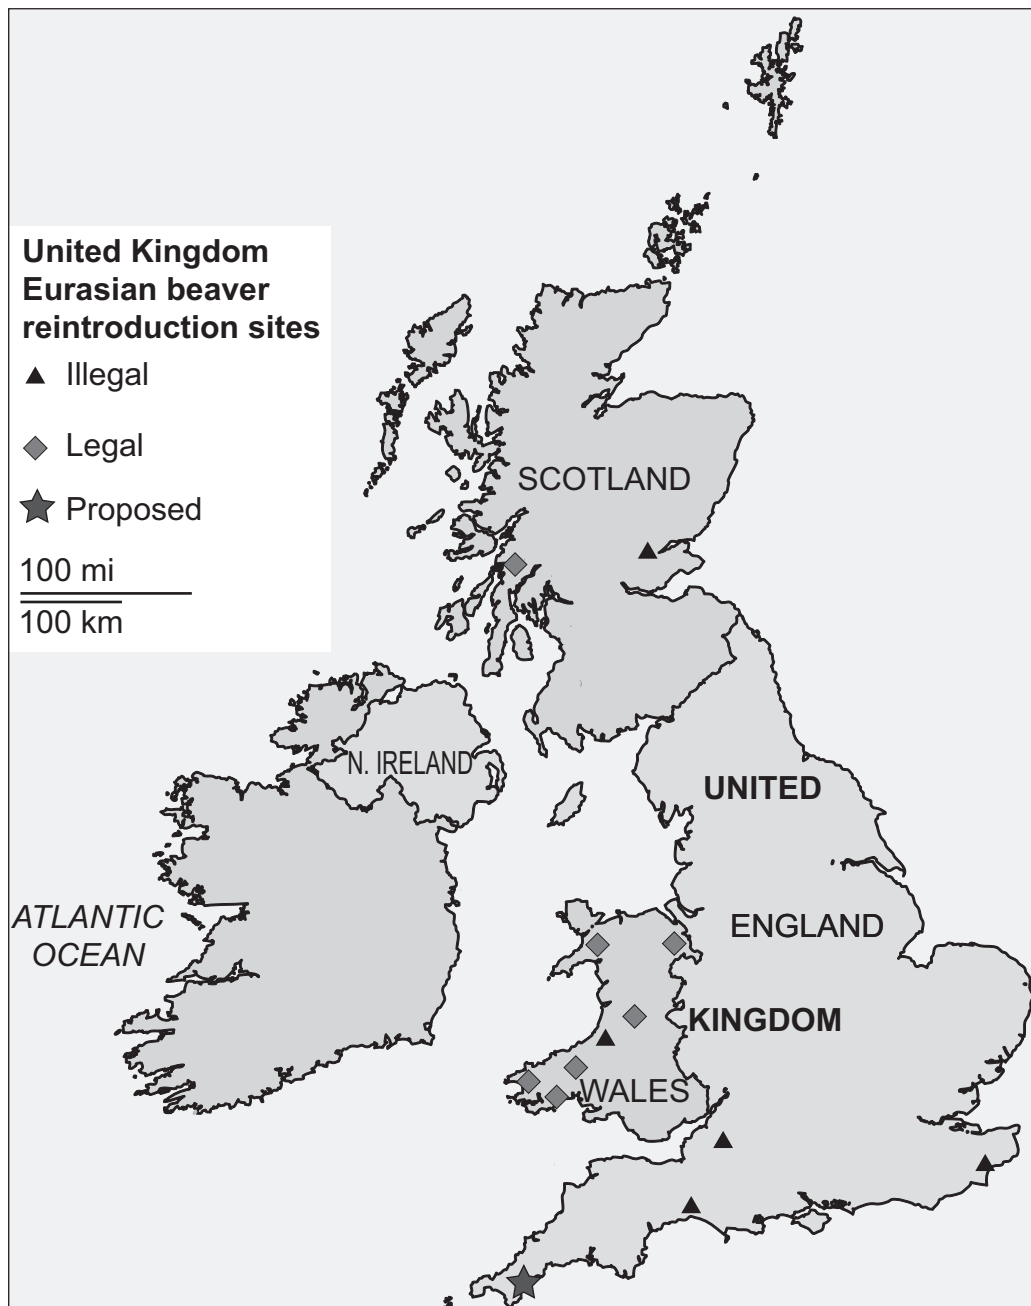 United Kingdom
Eurasian beaver
reintroduction sites
Illegal
Legal
Proposed
100 mi
100 km
SCOTLAND
N. IRELAND
UNITED
ATLANTIC
OCEAN
ENGLAND
KINGDOM
WALES